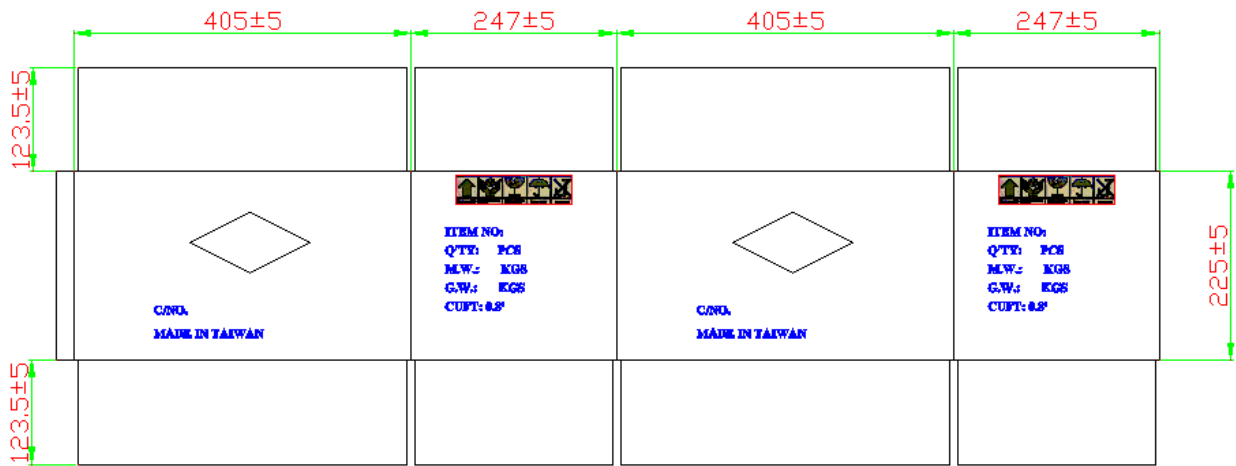 405±5
247±5
405±5
247±5
123.5±5
ITEM NO:
Q'TY: PCS
M.W.: KGS
G.W.: KGS
CUFT: 0.8'
C/NO.
MADE IN TAIWAN
ITEM NO:
Q'TY: PCS
M.W.: KGS
G.W.: KGS
CUFT: 0.8'
C/NO.
MADE IN TAIWAN
225±5
123.5±5